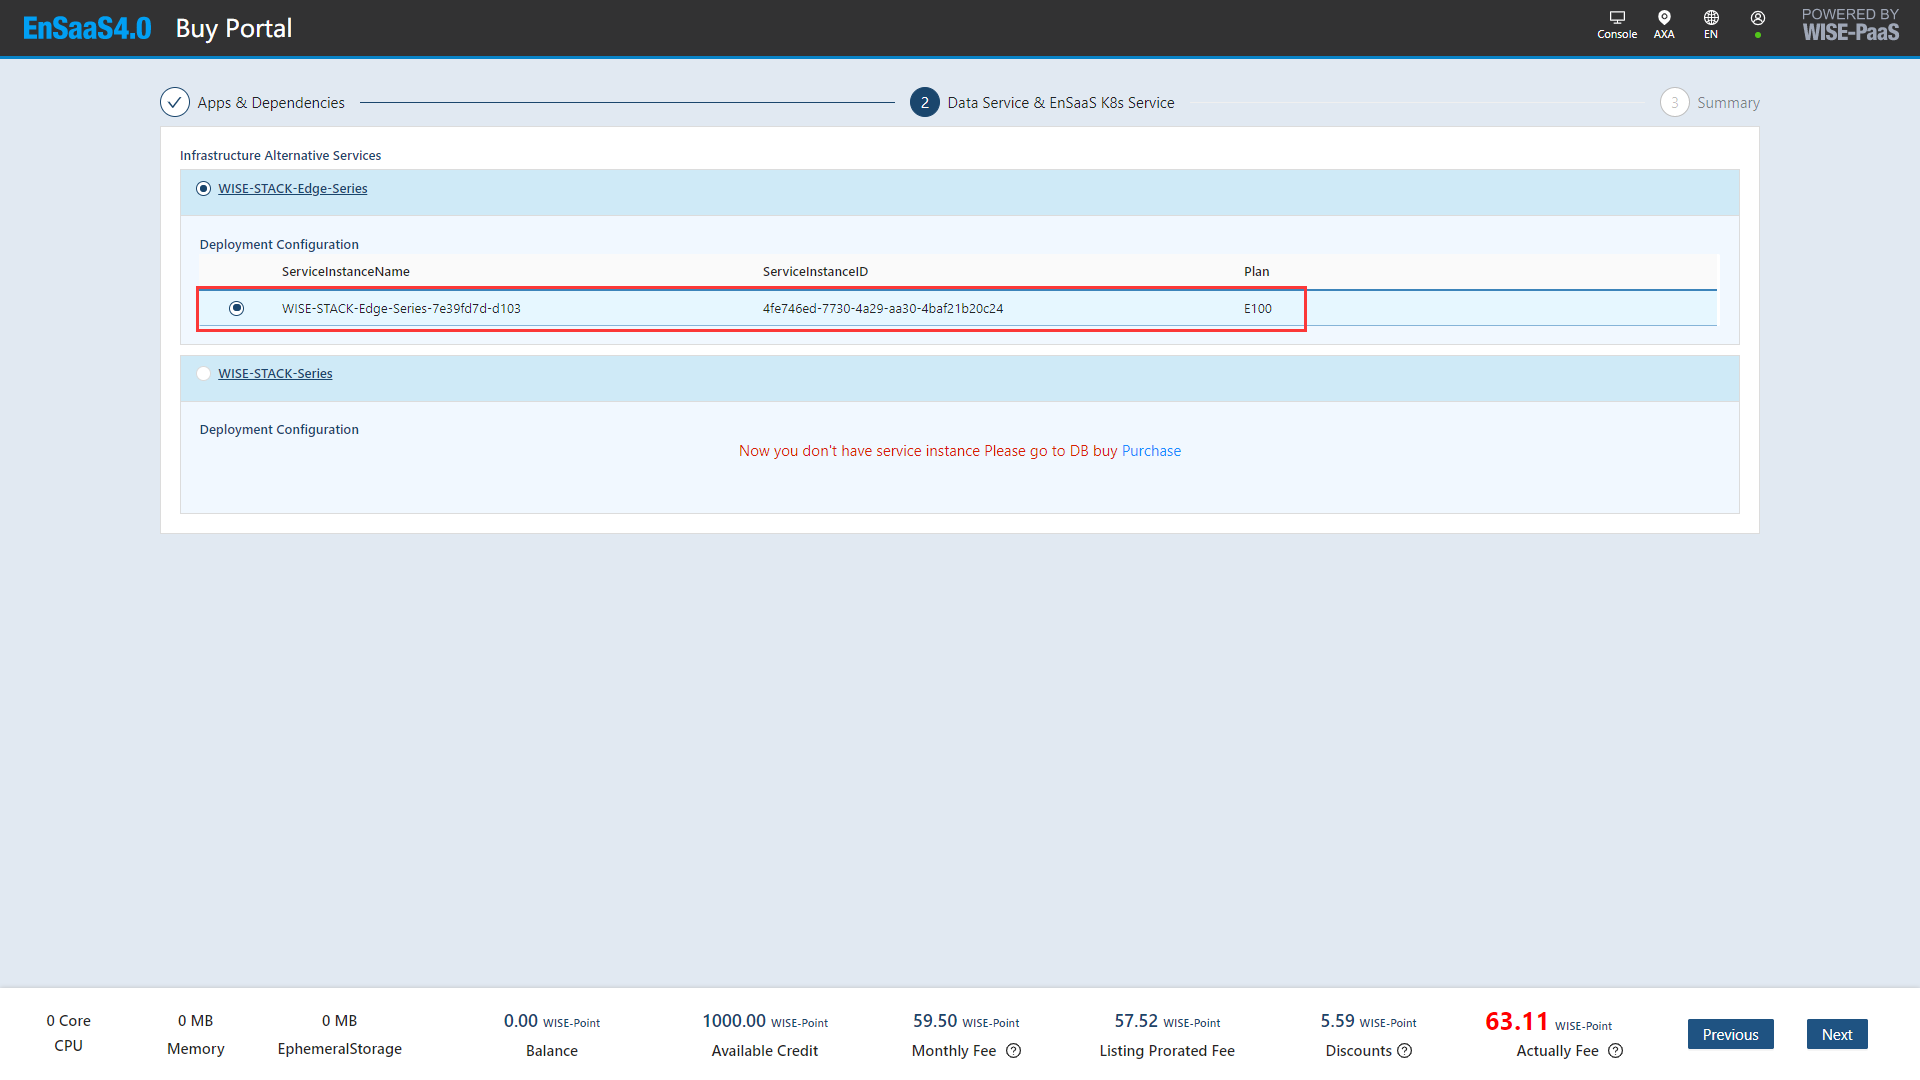 EnSaaS4.0 Buy Portal
Console AXA EN
POWERED BY
WISE-PaaS
Apps & Dependencies
2 Data Service & EnSaaS K8s Service
3 Summary
Infrastructure Alternative Services
WISE-STACK-Edge-Series
Deployment Configuration
ServiceInstanceName ServiceInstanceID Plan
WISE-STACK-Edge-Series-7e39fd7d-d103 4fe746ed-7730-4a29-aa30-4baf21b20c24 E100
WISE-STACK-Series
Deployment Configuration
Now you don't have service instance Please go to DB buy Purchase
0 Core
CPU
0 MB
Memory
0 MB
EphemeralStorage
0.00 WISE-Point
Balance
1000.00 WISE-Point
Available Credit
59.50 WISE-Point
Monthly Fee ?
57.52 WISE-Point
Listing Prorated Fee
5.59 WISE-Point
Discounts ?
63.11 WISE-Point
Actually Fee ?
Previous
Next